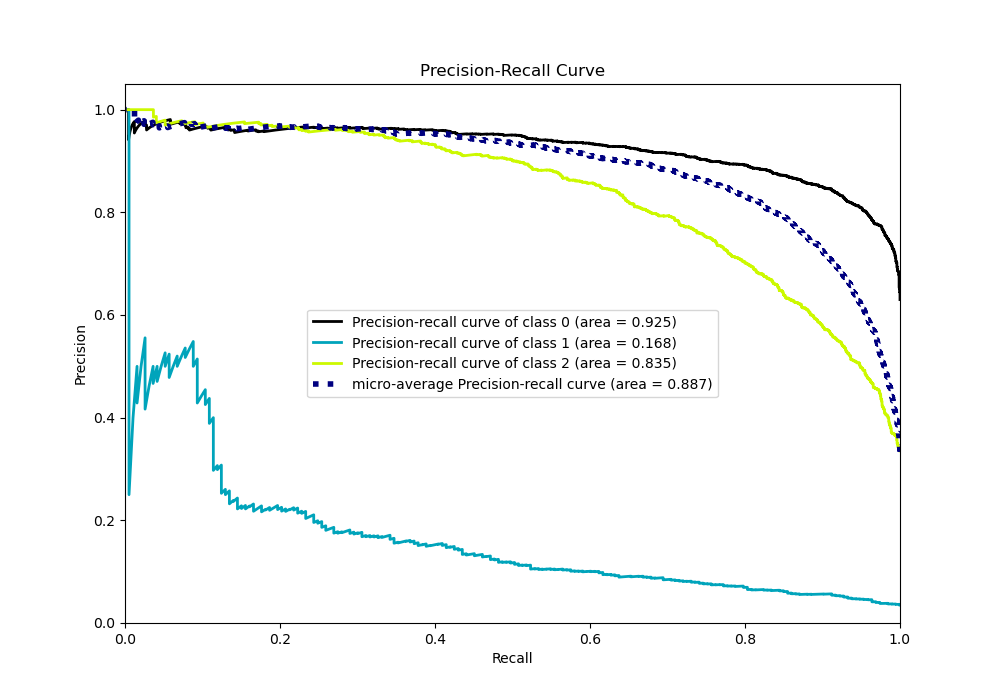 Precision-Recall Curve
1.0
0.8
0.6
0.4
0.2
0.0
Precision
Precision-recall curve of class 0 (area = 0.925)
Precision-recall curve of class 1 (area = 0.168)
Precision-recall curve of class 2 (area = 0.835)
micro-average Precision-recall curve (area = 0.887)
0.0 0.2 0.4 0.6 0.8 1.0
Recall